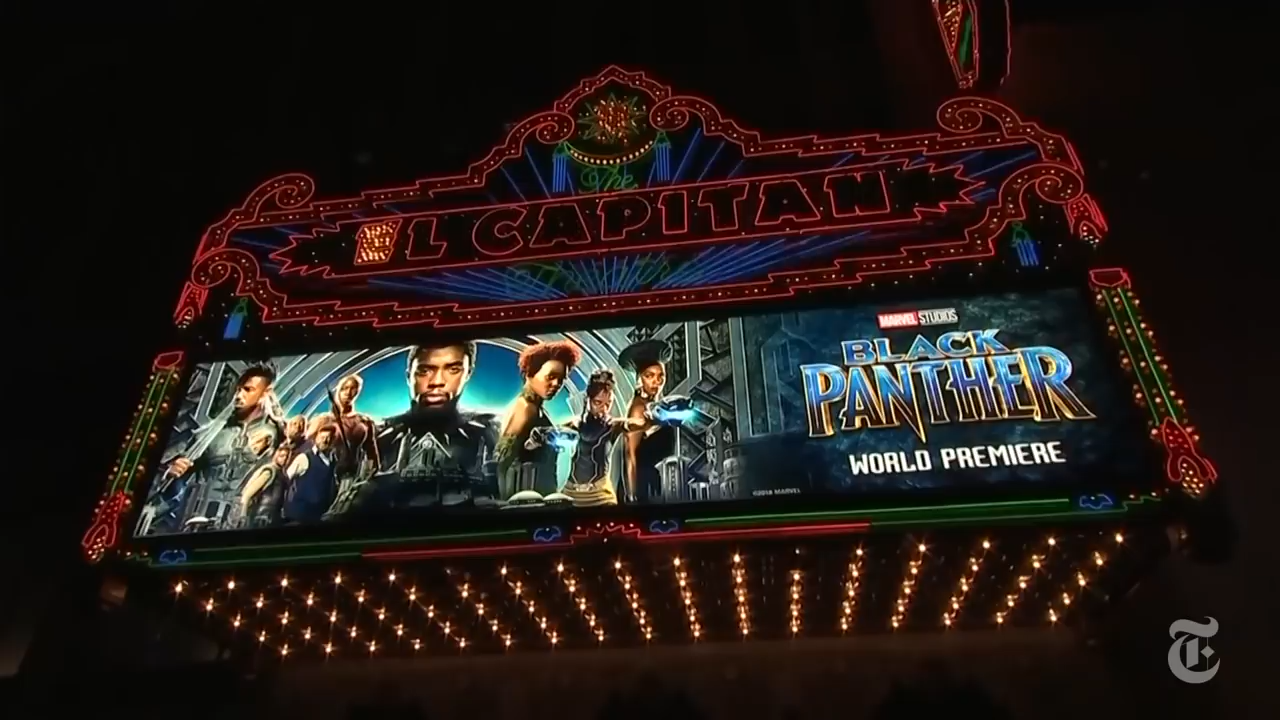 The
EL CAPITAN
MARVEL STUDIOS
BLACK
PANTHER
WORLD PREMIERE
©2018 MARVEL
T